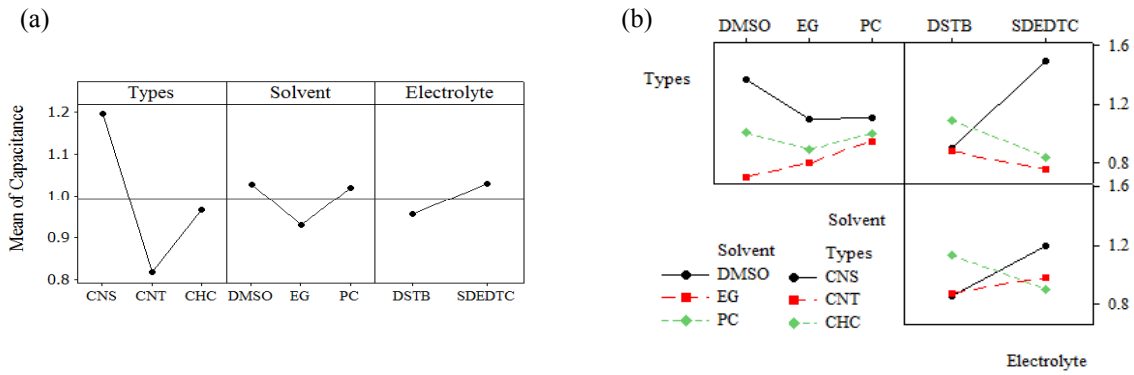 (a)
Mean of Capacitance
Types Solvent Electrolyte
1.2
1.1
1.0
0.9
0.8
CNS CNT CHC DMSO EG PC DSTB SDEDTC
(b)
DMSO EG PC DSTB SDEDTC
Types
1.6
1.2
0.8
1.6
1.2
0.8
Solvent
Solvent
DMSO
EG
PC
Types
CNS
CNT
CHC
Electrolyte